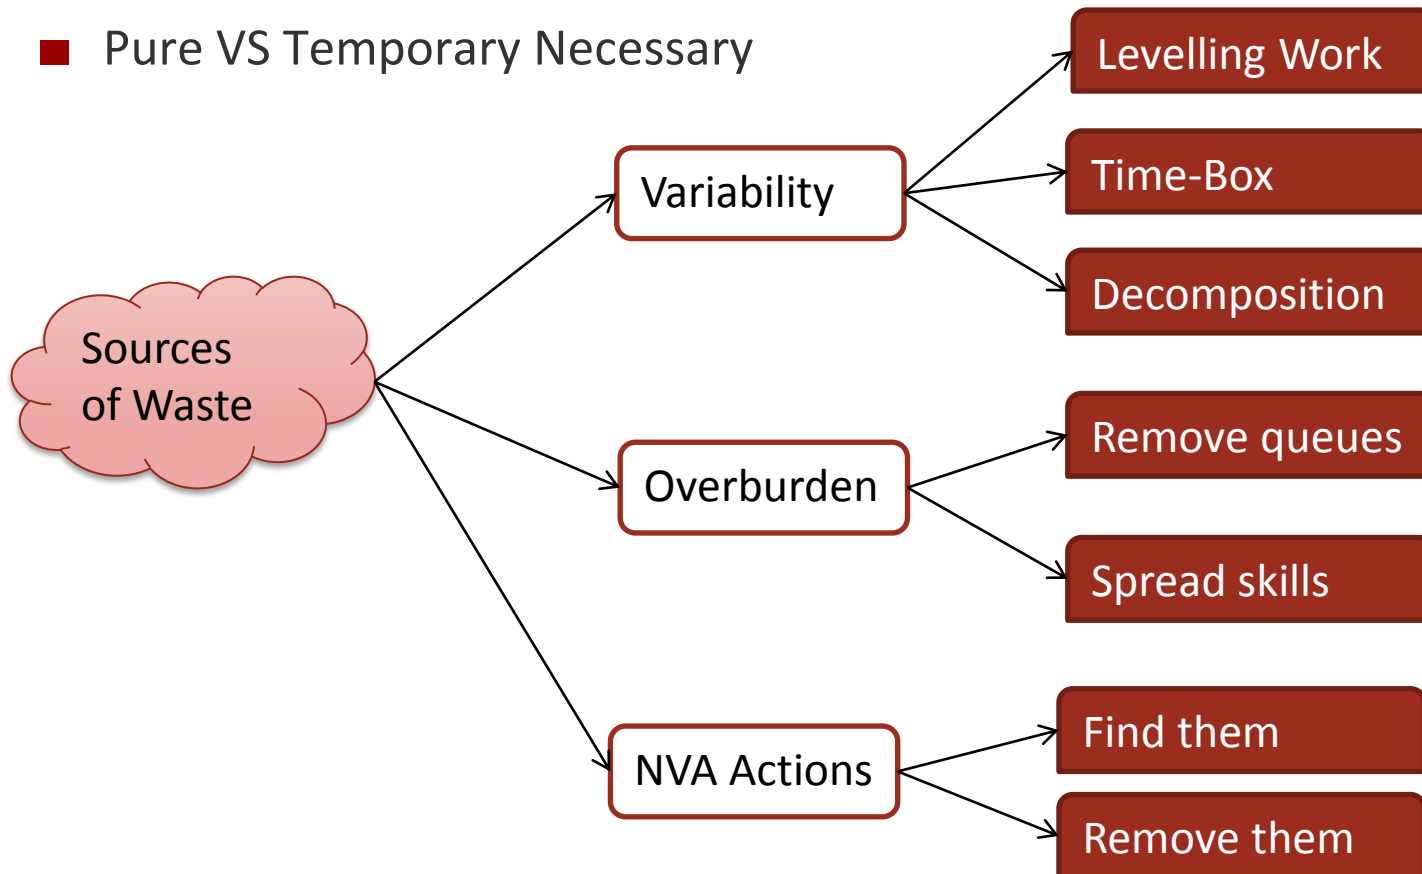 Pure VS Temporary Necessary
Levelling Work
Time-Box
Variability
Decomposition
Sources
of Waste
Remove queues
Overburden
Spread skills
Find them
NVA Actions
Remove them